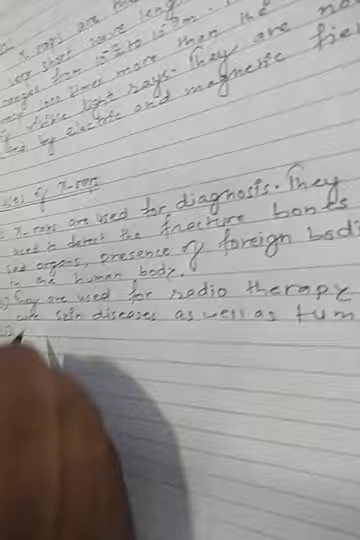 x rays are
very short wave leng
ranges from 10⁻
times more than the
visible light rays. They are no
by electric and magnetic fie
Uses of X-rays
X-rays are used for diagnosis. They
used to detect the fracture bones
organs, presence of foreign bodi
in the human body.
They are used for radio therapy
cure skin diseases as well as tum